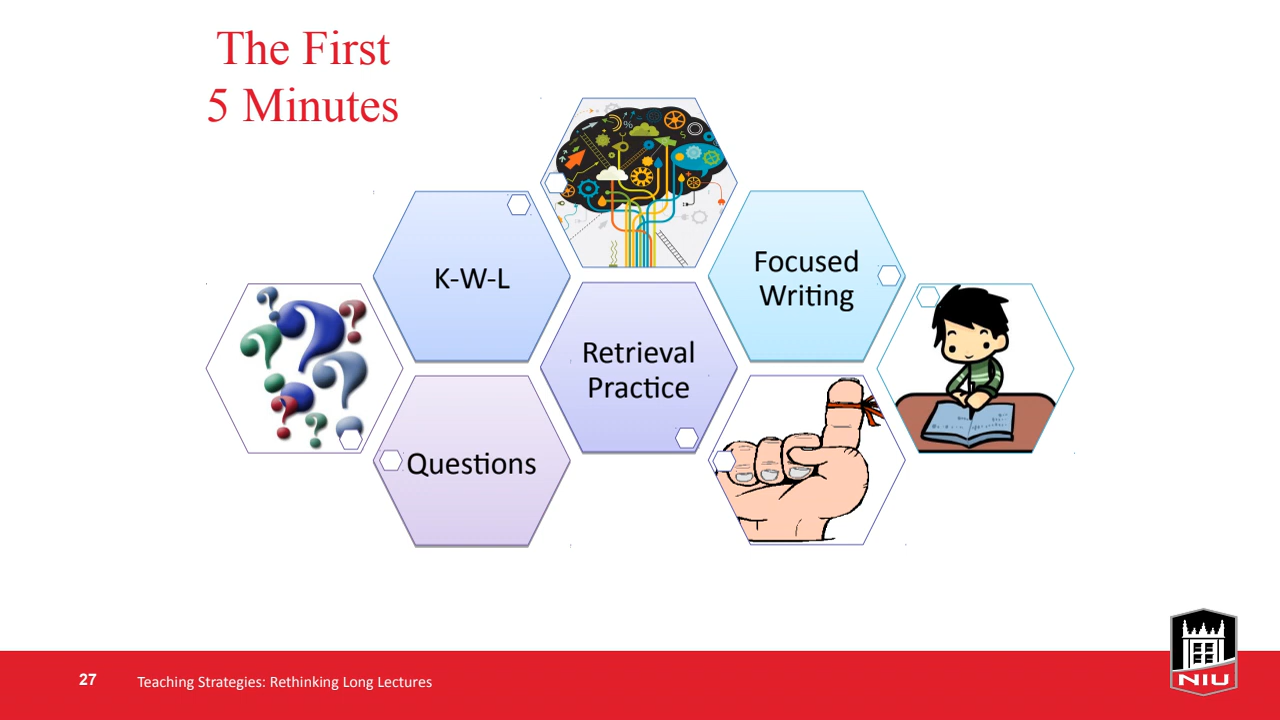 The First
5 Minutes
K-W-L
Focused
Writing
Retrieval
Practice
Questions
27
Teaching Strategies: Rethinking Long Lectures
NIU